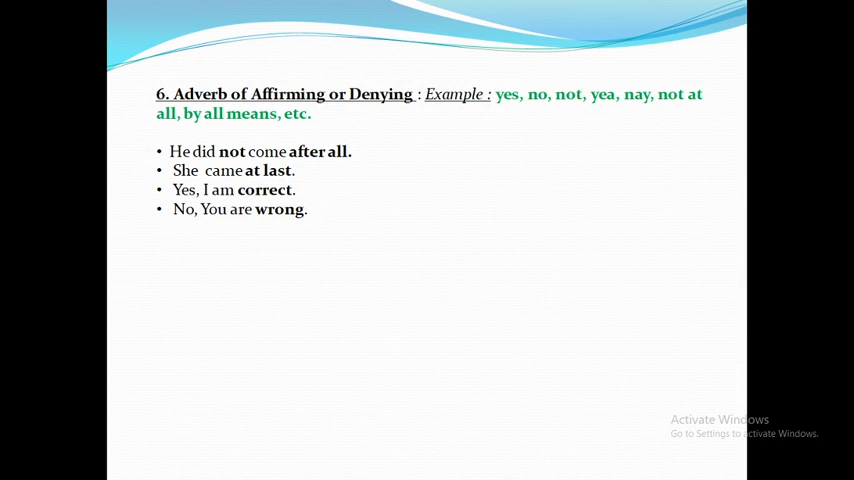 6. Adverb of Affirming or Denying : Example : yes, no, not, yea, nay, not at
all, by all means, etc.
• He did not come after all.
• She came at last.
• Yes, I am correct.
• No, You are wrong.
Activate Windows
Go to Settings to activate Windows.